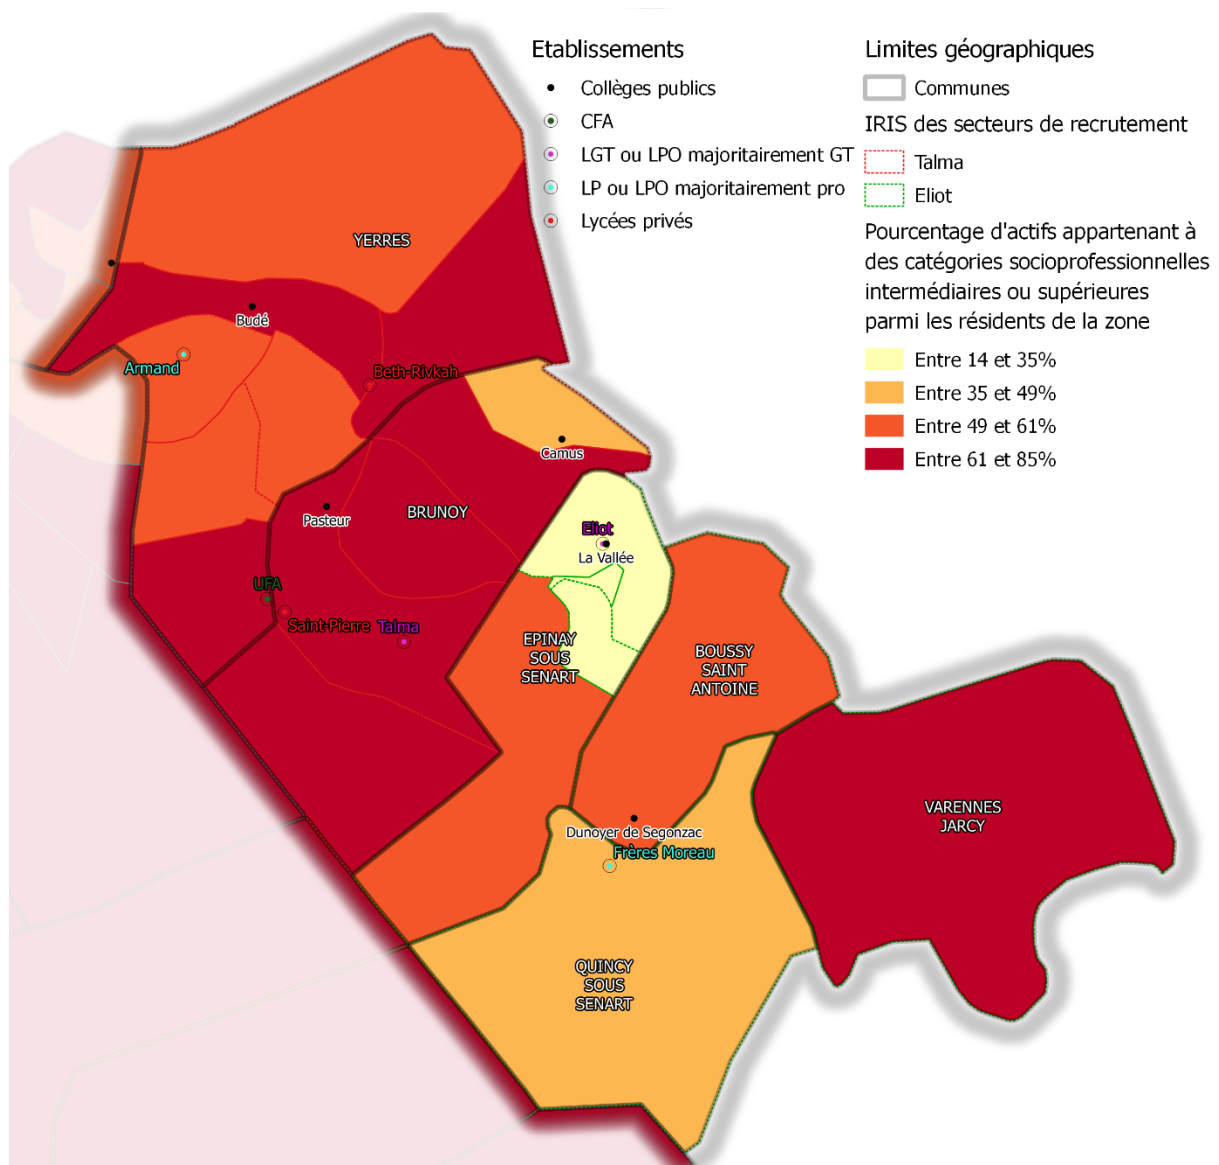 Etablissements
Collèges publics
CFA
LGT ou LPO majoritairement GT
LP ou LPO majoritairement pro
Lycées privés
Limites géographiques
Communes
IRIS des secteurs de recrutement
Talma
Eliot
Pourcentage d'actifs appartenant à
des catégories socioprofessionnelles
intermédiaires ou supérieures
parmi les résidents de la zone
Entre 14 et 35%
Entre 35 et 49%
Entre 49 et 61%
Entre 61 et 85%
YERRES
Budé
Armand
Beth-Rivkah
Camus
Pasteur
BRUNOY
Eliot
La Vallée
UFA
Saint-Pierre
Talma
EPINAY
SOUS
SENART
BOUSSY
SAINT
ANTOINE
VARENNES
JARCY
Dunoyer de Segonzac
Frères Moreau
QUINCY
SOUS
SENART